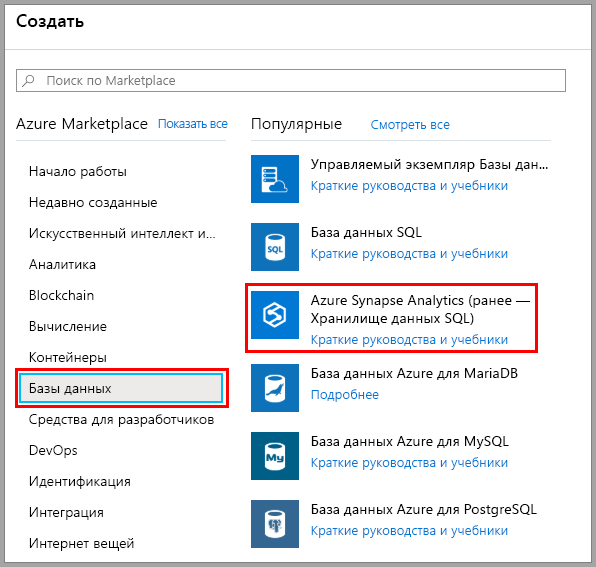 Создать
Поиск по Marketplace
Azure Marketplace Показать все
Начало работы
Недавно созданные
Искусственный интеллект и...
Аналитика
Blockchain
Вычисление
Контейнеры
Базы данных
Средства для разработчиков
DevOps
Идентификация
Интеграция
Интернет вещей
Популярные Смотреть все
Управляемый экземпляр Базы дан...
Краткие руководства и учебники
SQL
База данных SQL
Краткие руководства и учебники
Azure Synapse Analytics (ранее —
Хранилище данных SQL)
Краткие руководства и учебники
База данных Azure для MariaDB
Подробнее
My
База данных Azure для MySQL
Краткие руководства и учебники
База данных Azure для PostgreSQL
Краткие руководства и учебники